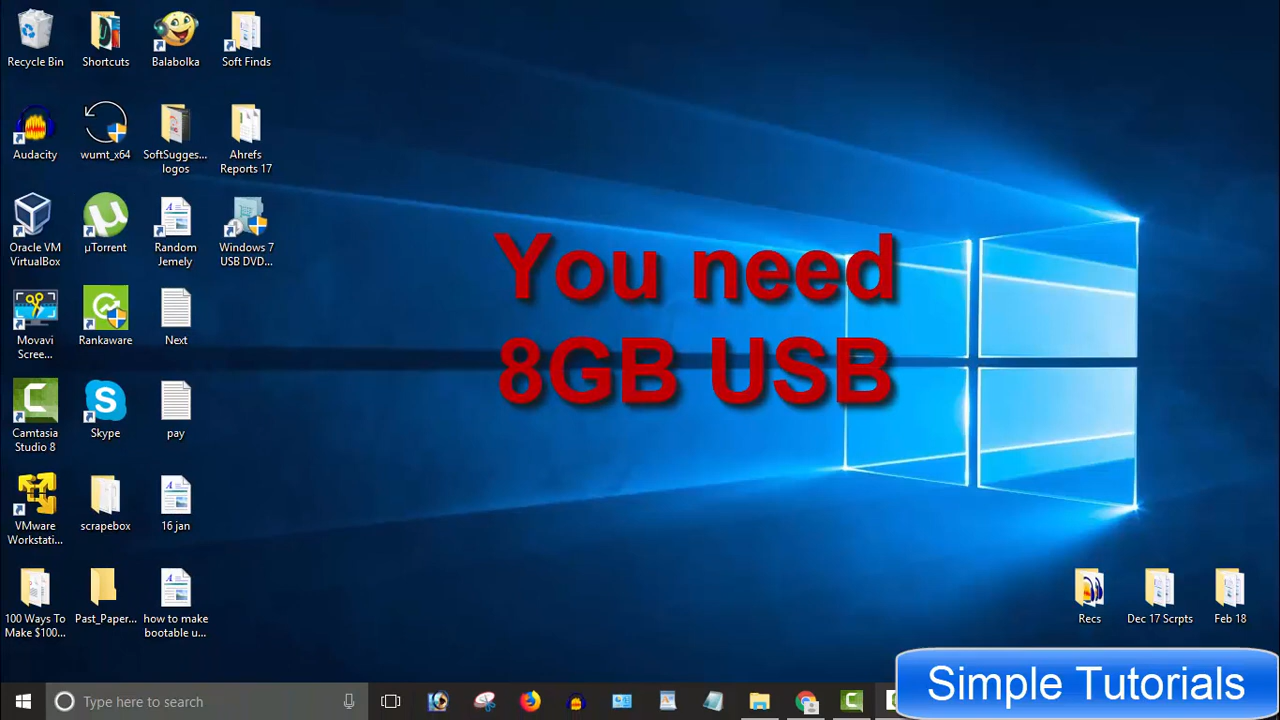 Recycle Bin
Shortcuts
Balabolka
Soft Finds
Audacity
wumt_x64
SoftSugges...
logos
Ahrefs
Reports 17
Oracle VM
VirtualBox
µTorrent
Random
Jemely
Windows 7
USB DVD...
Movavi
Scree...
Rankaware
Next
Camtasia
Studio 8
Skype
pay
VMware
Workstati...
scrapebox
16 jan
100 Ways To
Make $100...
Past_Paper...
how to make
bootable u...
You need
8GB USB
Recs
Dec 17 Scrpts
Feb 18
Type here to search
Simple Tutorials